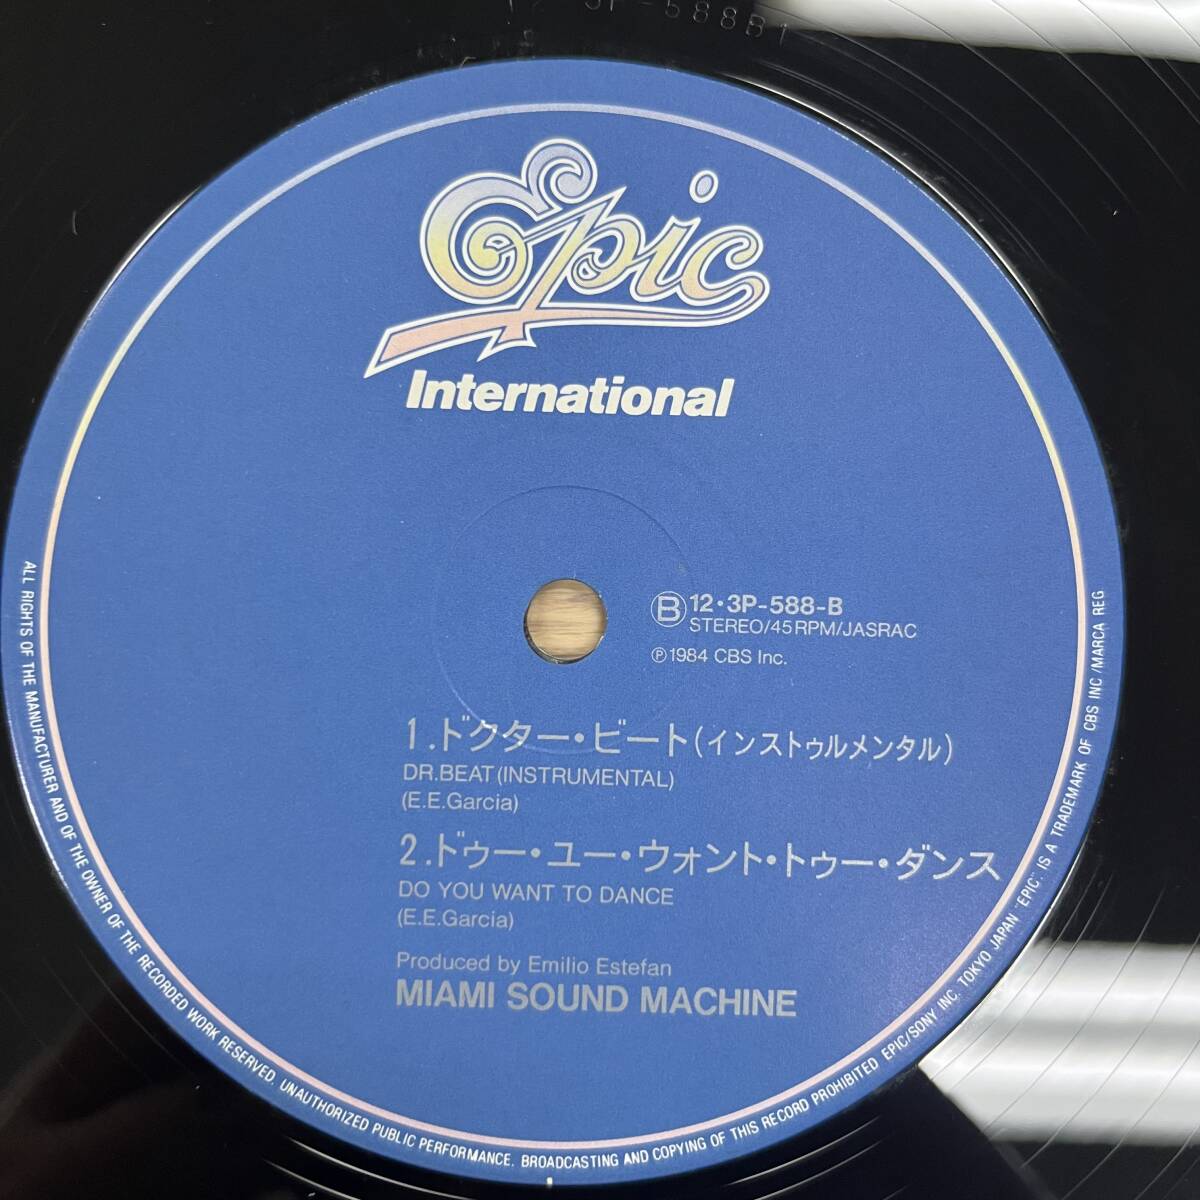 3P-588B1
Epic
International
Ⓑ 12・3P-588-B
STEREO/45RPM/JASRAC
℗1984 CBS Inc.
1.ドクター・ビート(インストゥルメンタル)
DR.BEAT(INSTRUMENTAL)
(E.E.Garcia)
2.ドゥー・ユー・ウォント・トゥー・ダンス
DO YOU WANT TO DANCE
(E.E.Garcia)
Produced by Emilio Estefan
MIAMI SOUND MACHINE
ALL RIGHTS OF THE MANUFACTURER AND OF THE OWNER OF THE RECORDED WORK RESERVED. UNAUTHORIZED PUBLIC PERFORMANCE. BROADCASTING AND COPYING OF THIS RECORD PROHIBITED EPIC/SONY INC. TOKYO JAPAN "EPIC" IS A TRADEMARK OF CBS INC /MARCA REG